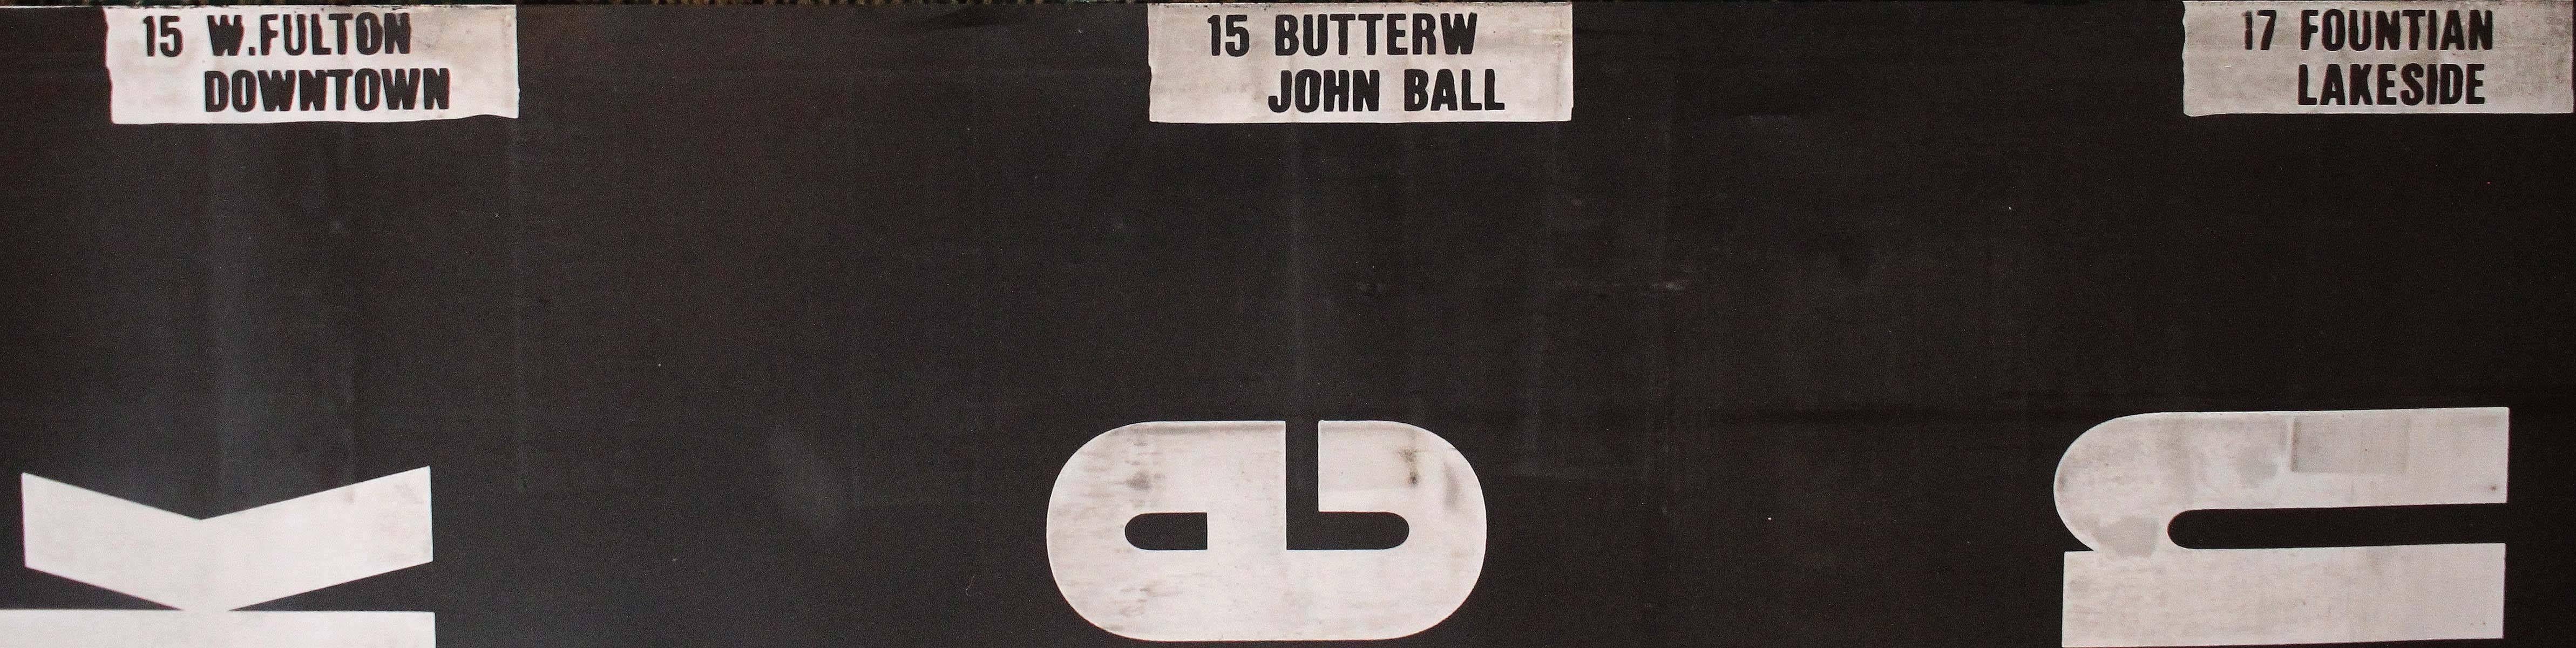 15 W.FULTON
DOWNTOWN
15 BUTTERW
JOHN BALL
17 FOUNTIAN
LAKESIDE
k
e
n